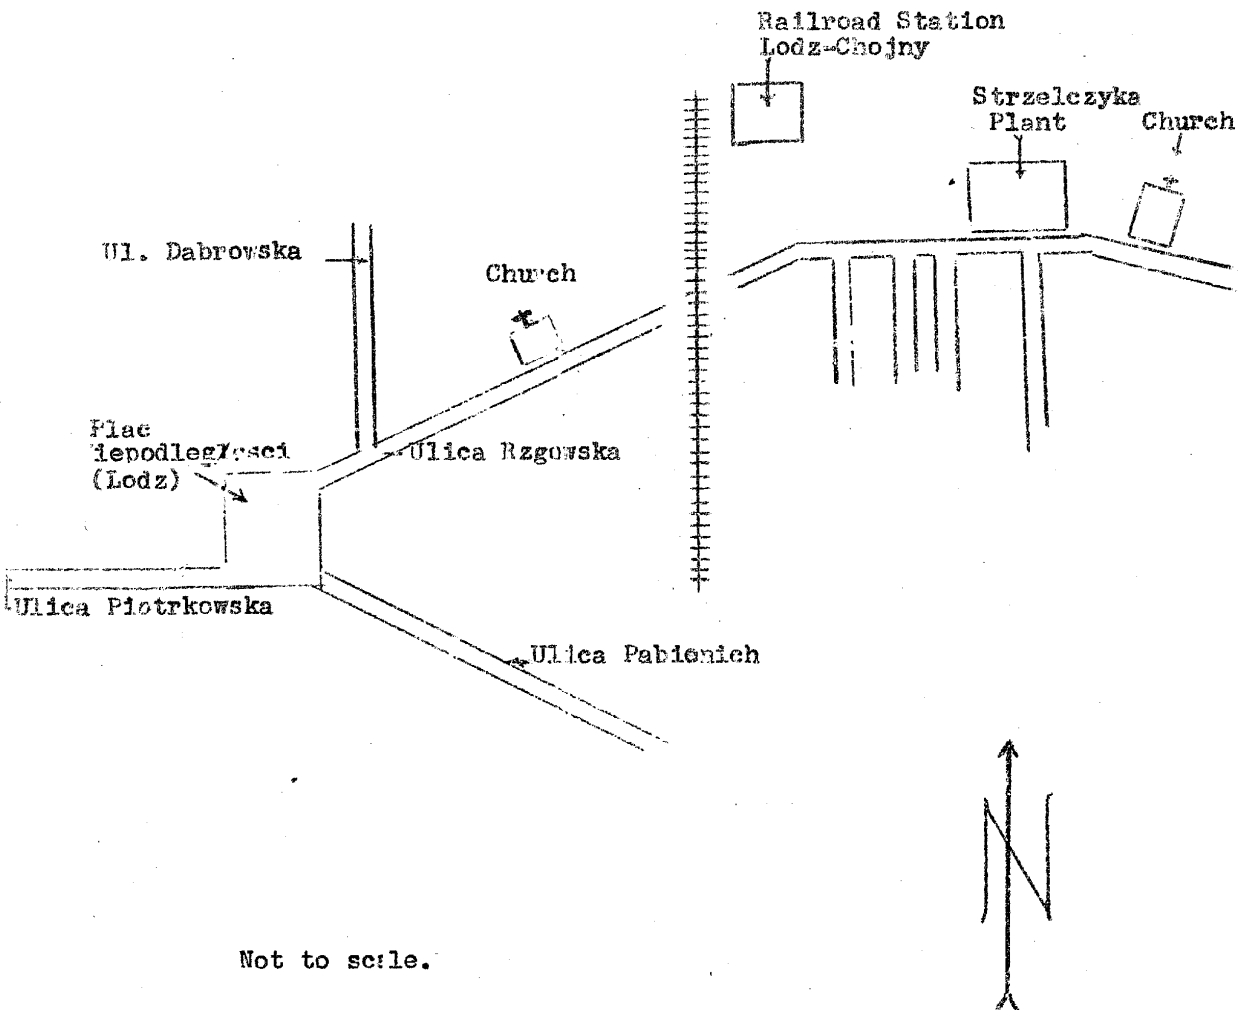 Railroad Station
Lodz-Chojny
Strzelczyka
Plant
Church
Ul. Dabrowska
Church
Plac
iepodległosci
(Lodz)
Ulica Rzgowska
Ulica Piotrkowska
Ulica Pabienich
N
Not to scale.